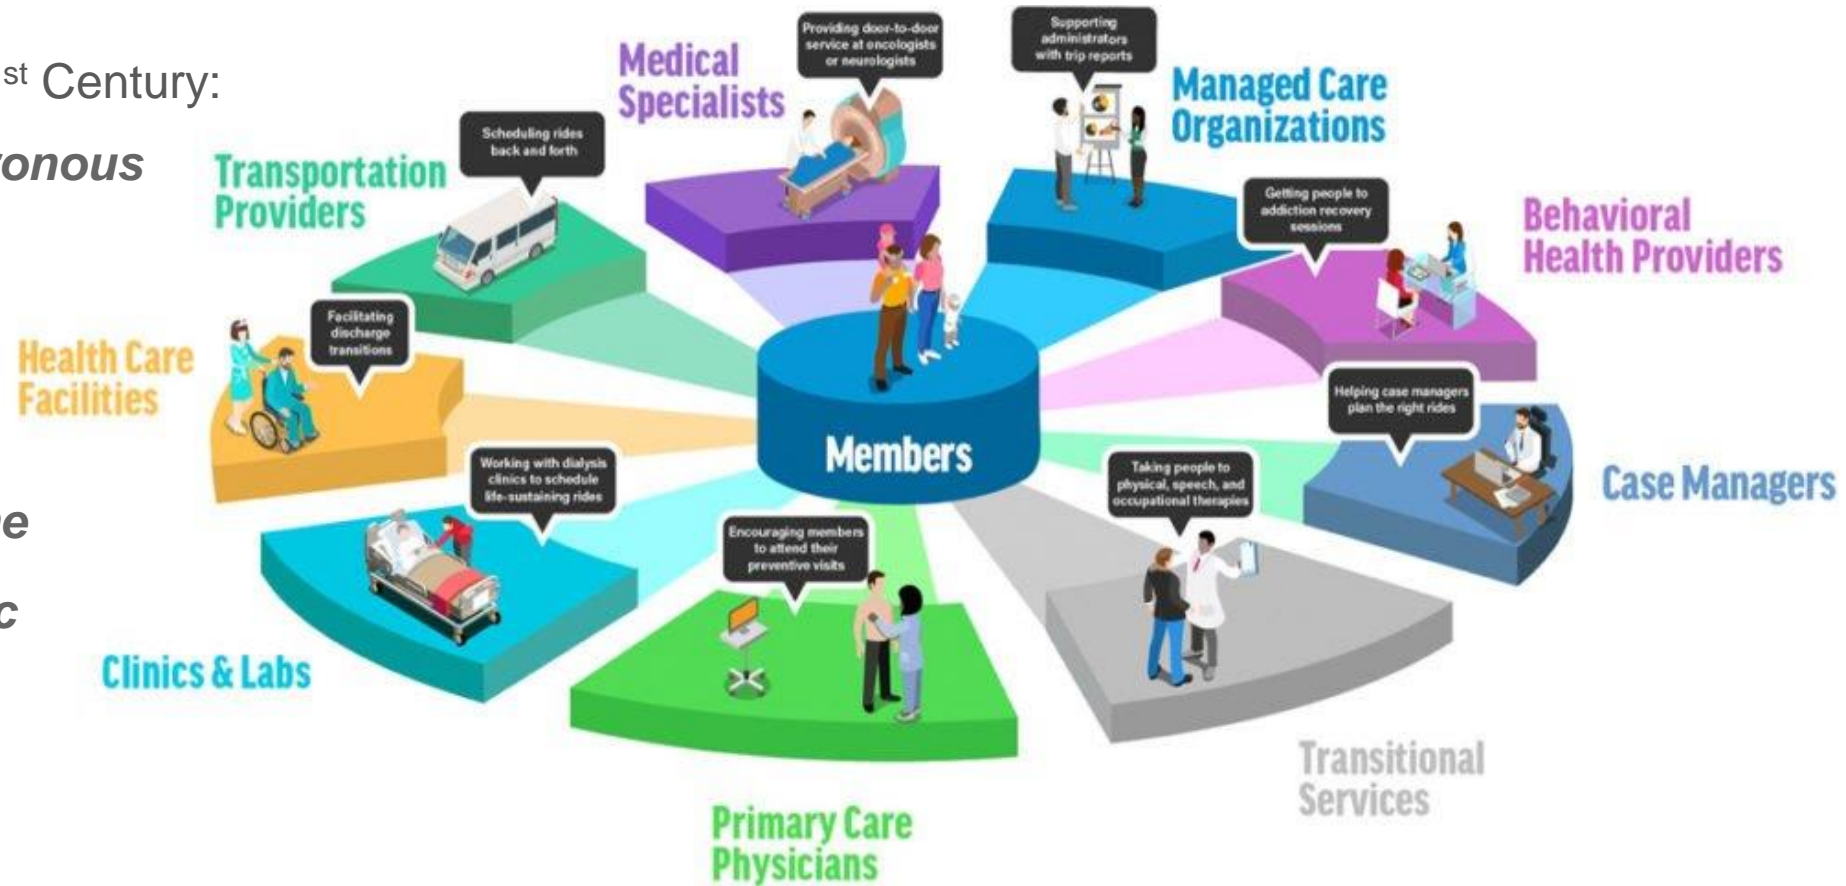 st Century:
onous
e
c
Transportation
Providers
Scheduling rides
back and forth
Medical
Specialists
Providing door-to-door
service at oncologists
or neurologists
Supporting
administrators
with trip reports
Managed Care
Organizations
Getting people to
addiction recovery
sessions
Behavioral
Health Providers
Health Care
Facilities
Facilitating
discharge
transitions
Members
Helping case managers
plan the right rides
Case Managers
Working with dialysis
clinics to schedule
life-sustaining rides
Clinics & Labs
Encouraging members
to attend their
preventive visits
Primary Care
Physicians
Taking people to
physical, speech, and
occupational therapies
Transitional
Services